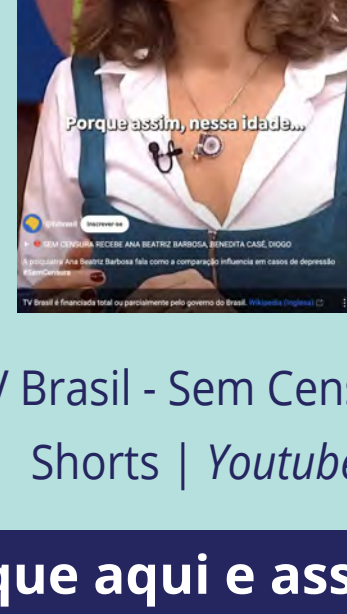 Porque assim, nessa idade...
@tvbrasil Inscrever-se
SEM CENSURA RECEBE ANA BEATRIZ BARBOSA, BENEDITA CASÉ, DIOGO
A psiquiatra Ana Beatriz Barbosa fala como a comparação influencia em casos de depressão
#SemCensura
TV Brasil é financiada total ou parcialmente pelo governo do Brasil. Wikipedia (Inglesa)
V Brasil - Sem Cens
Shorts | Youtube
que aqui e ass